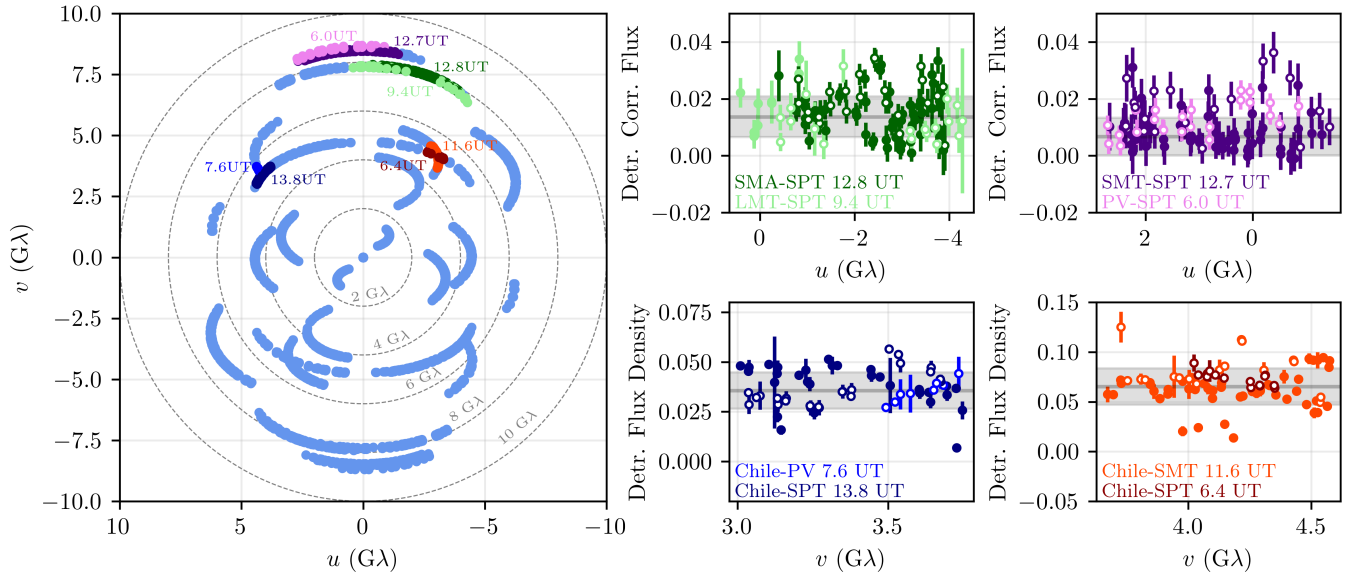 10.0
7.5
5.0
2.5
0.0
−2.5
−5.0
−7.5
−10.0
v (Gλ)
10
5
0
−5
−10
u (Gλ)
6.0UT
12.7UT
12.8UT
9.4UT
11.6UT
6.4UT
7.6UT
13.8UT
2 Gλ
4 Gλ
6 Gλ
8 Gλ
10 Gλ
Detr. Corr. Flux
0.04
0.02
0.00
−0.02
SMA-SPT 12.8 UT
LMT-SPT 9.4 UT
0
−2
−4
u (Gλ)
Detr. Corr. Flux
0.04
0.02
0.00
−0.02
SMT-SPT 12.7 UT
PV-SPT 6.0 UT
2
0
u (Gλ)
Detr. Flux Density
0.075
0.050
0.025
0.000
Chile-PV 7.6 UT
Chile-SPT 13.8 UT
3.0
3.5
v (Gλ)
Detr. Flux Density
0.15
0.10
0.05
0.00
−0.05
Chile-SMT 11.6 UT
Chile-SPT 6.4 UT
4.0
4.5
v (Gλ)